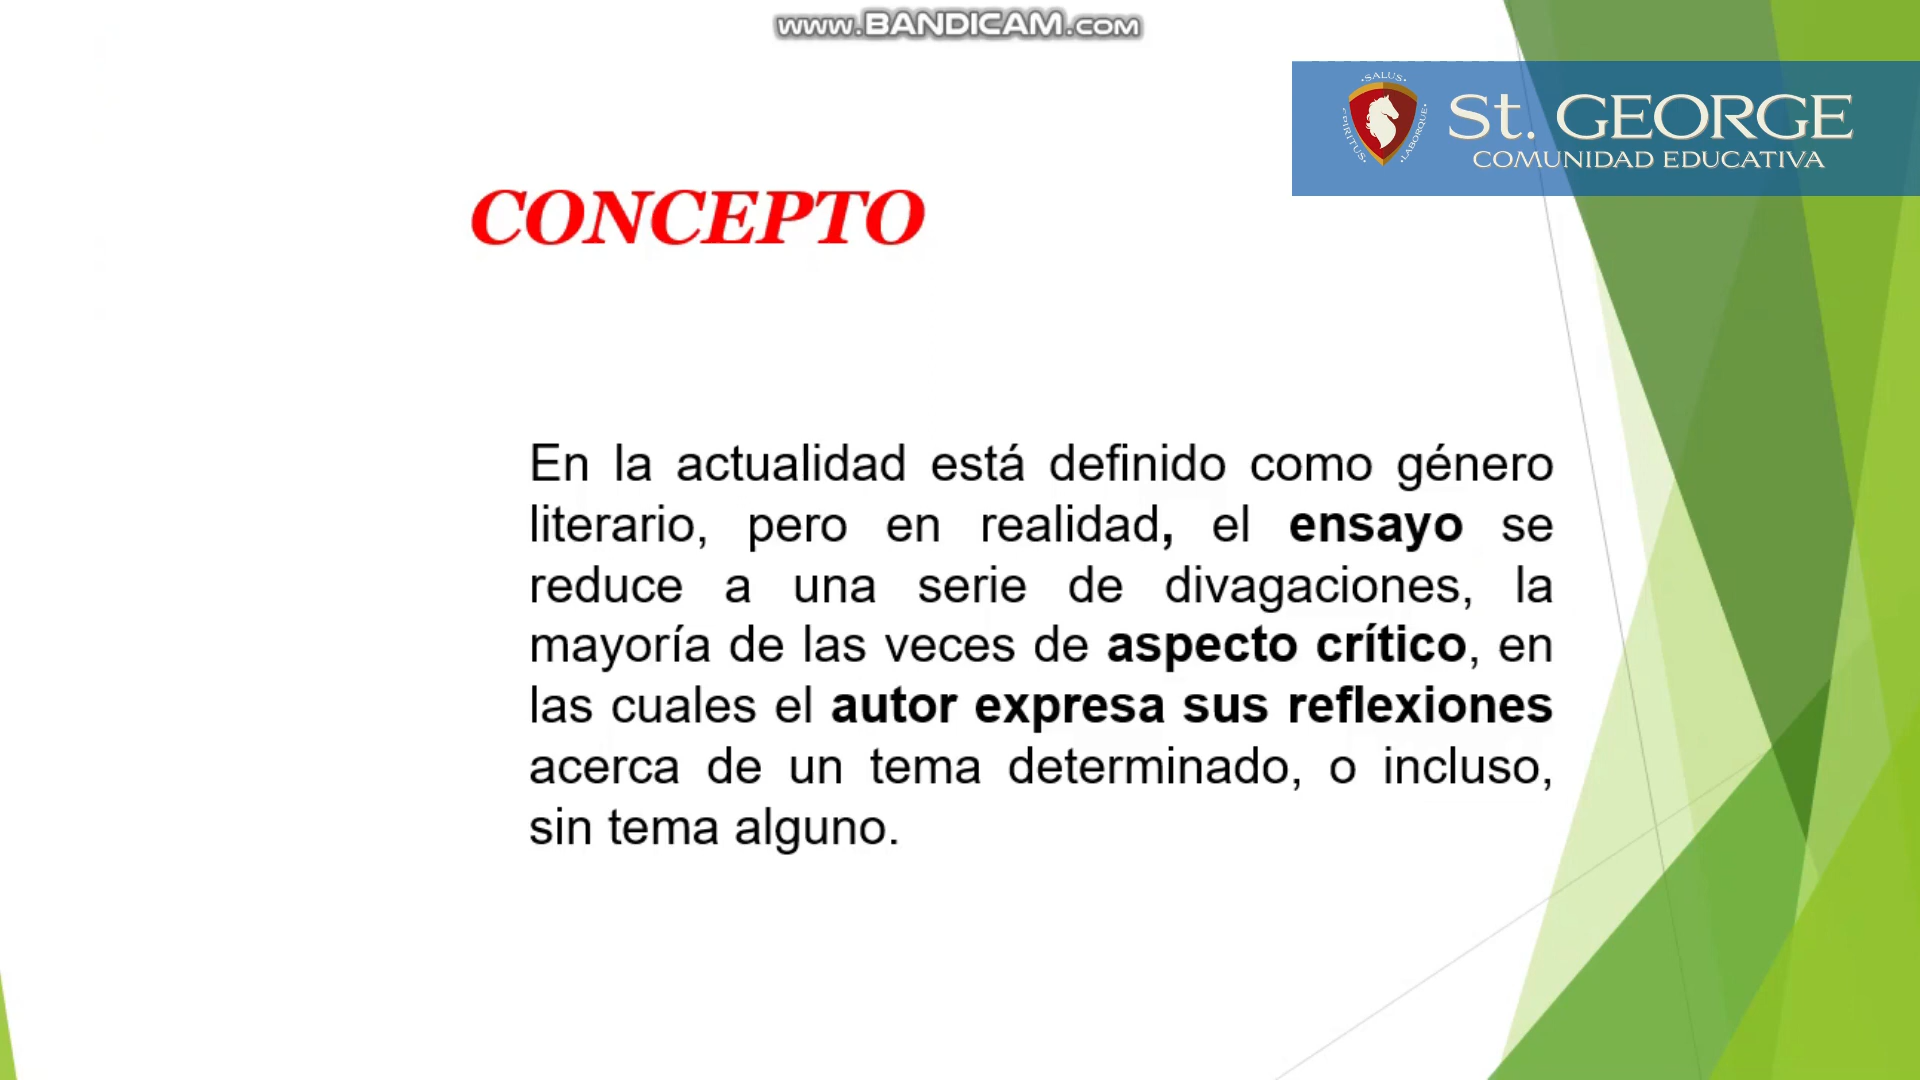 www.BANDICAM.com
·SALUS·
SPIRITUS·
·LABORQUE·
St. GEORGE
COMUNIDAD EDUCATIVA
CONCEPTO
En la actualidad está definido como género
literario, pero en realidad, el ensayo se
reduce a una serie de divagaciones, la
mayoría de las veces de aspecto crítico, en
las cuales el autor expresa sus reflexiones
acerca de un tema determinado, o incluso,
sin tema alguno.